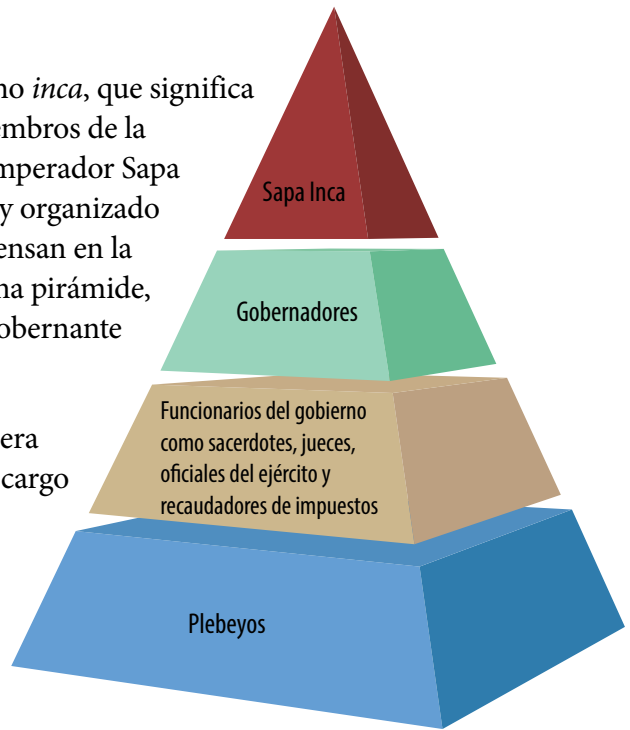 no inca, que significa
embros de la
mperador Sapa
y organizado
ensan en la
na pirámide,
obernante
era
cargo
Sapa Inca
Gobernadores
Funcionarios del gobierno
como sacerdotes, jueces,
oficiales del ejército y
recaudadores de impuestos
Plebeyos